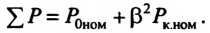 ∑P = P₀ном + β²Pк.ном.